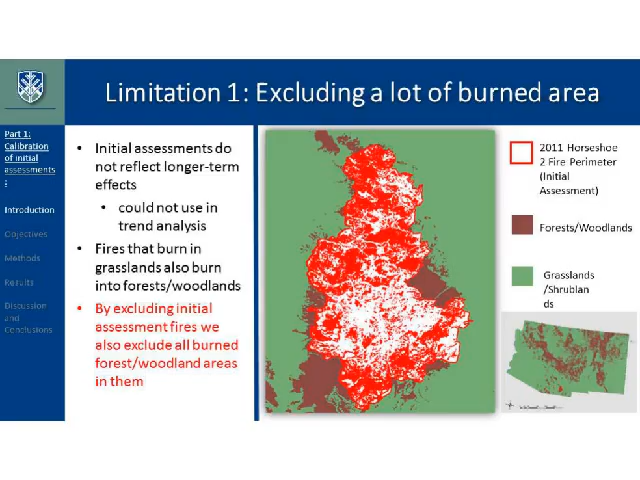 Limitation 1: Excluding a lot of burned area
Part 1:
Calibration
of initial
assessments
:
Introduction
Objectives
Methods
Results
Discussion
and
Conclusions
• Initial assessments do
not reflect longer-term
effects
• could not use in
trend analysis
• Fires that burn in
grasslands also burn
into forests/woodlands
• By excluding initial
assessment fires we
also exclude all burned
forest/woodland areas
in them
2011 Horseshoe
2 Fire Perimeter
(Initial
Assessment)
Forests/Woodlands
Grasslands
/Shrublan
ds